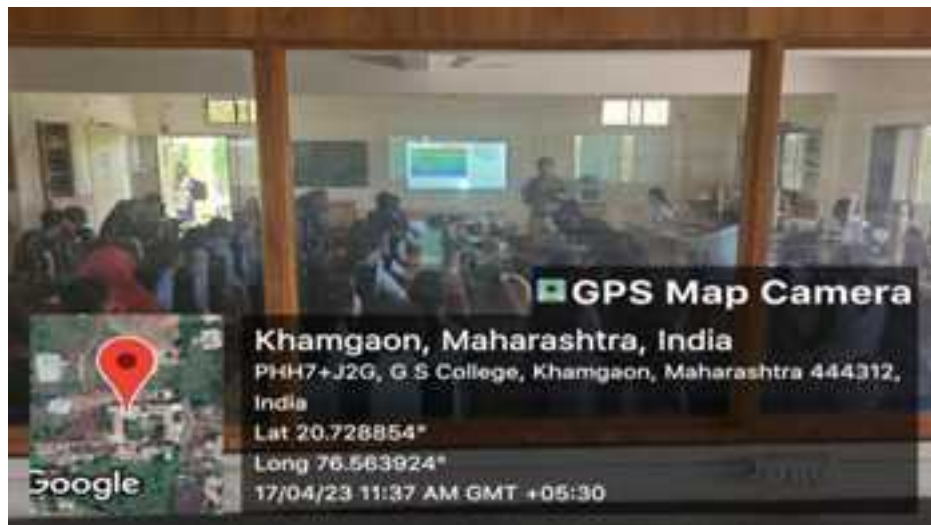 GPS Map Camera
Khamgaon, Maharashtra, India
PHH7+J2G, G S College, Khamgaon, Maharashtra 444312,
India
Lat 20.728854°
Long 76.563924°
17/04/23 11:37 AM GMT +05:30
Google